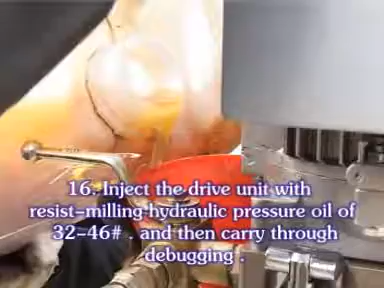 16. Inject the drive unit with
resist-milling hydraulic pressure oil of
32-46# . and then carry through
debugging .